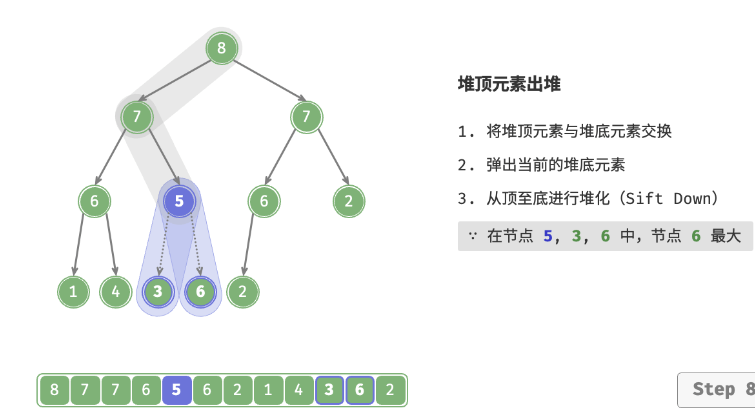 8
堆顶元素出堆
7 7
1. 将堆顶元素与堆底元素交换
2. 弹出当前的堆底元素
6 5 6 2
3. 从顶至底进行堆化（Sift Down）
∵ 在节点 5, 3, 6 中，节点 6 最大
1 4 3 6 2
8 7 7 6 5 6 2 1 4 3 6 2
Step 8